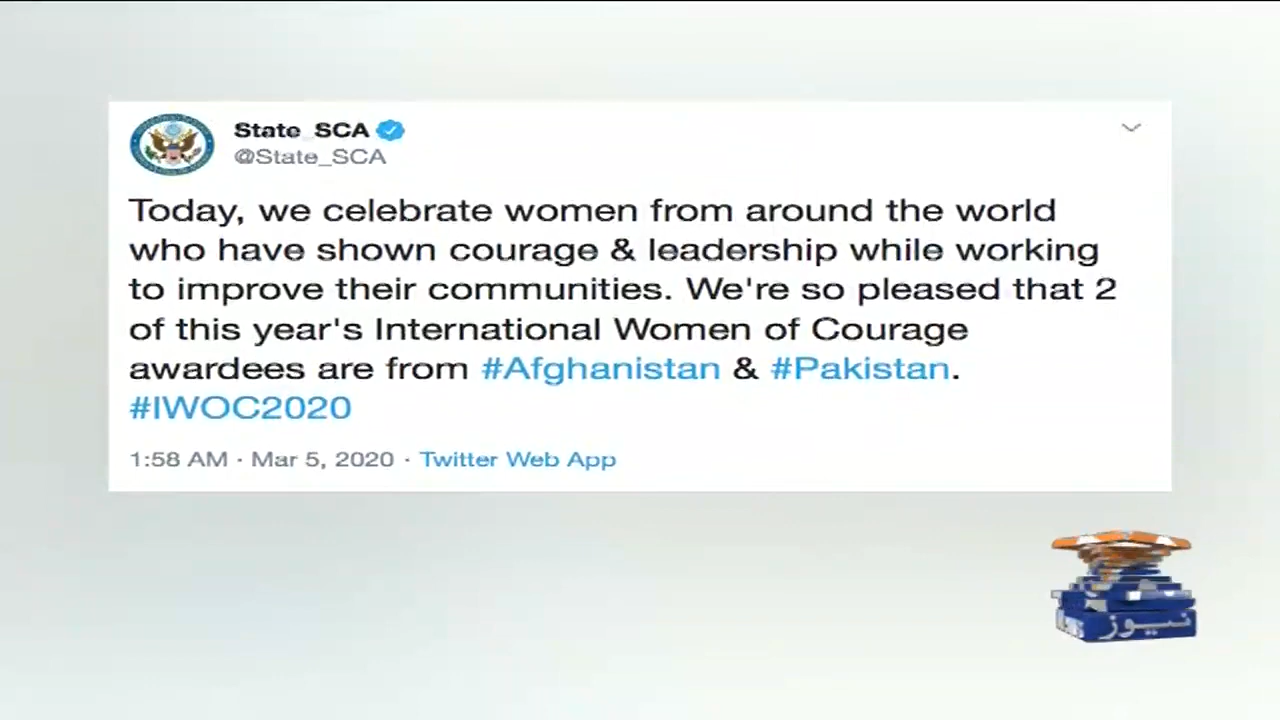 State_SCA
@State_SCA
Today, we celebrate women from around the world
who have shown courage & leadership while working
to improve their communities. We're so pleased that 2
of this year's International Women of Courage
awardees are from #Afghanistan & #Pakistan.
#IWOC2020
1:58 AM · Mar 5, 2020 · Twitter Web App
نیوز